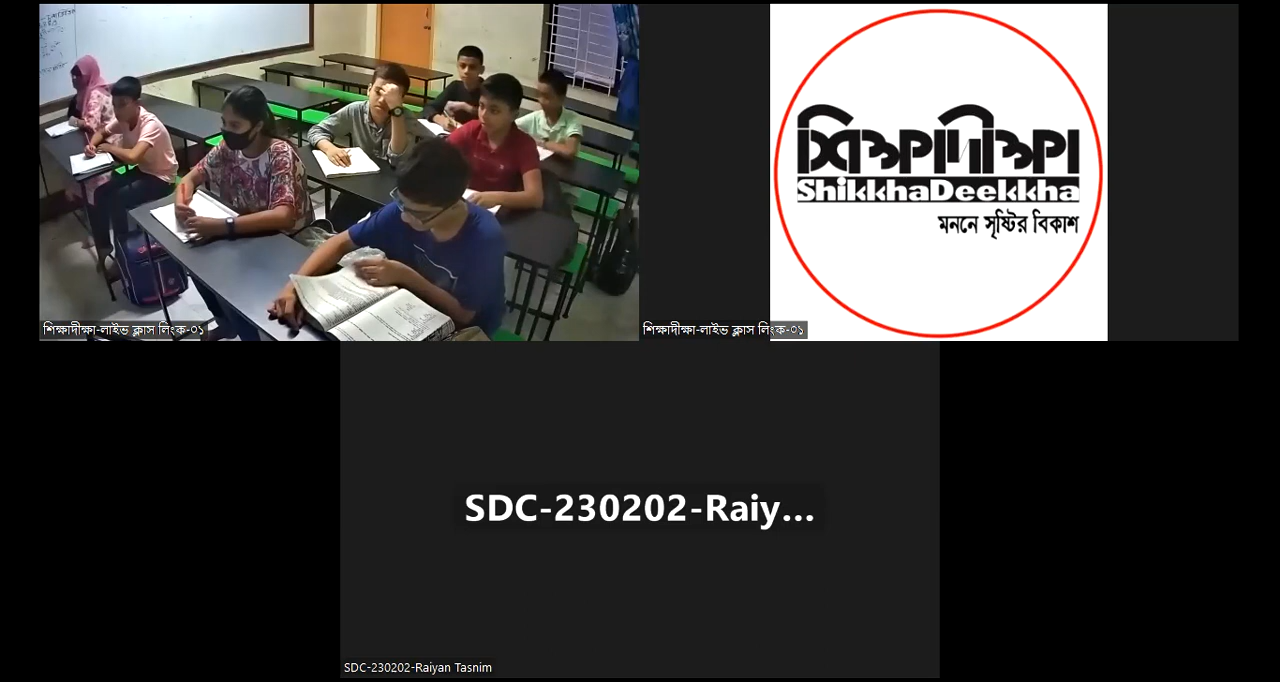 শিক্ষাদীক্ষা-লাইভ ক্লাস লিংক-০১
শিক্ষাদীক্ষা
ShikkhaDeekkha
মননে সৃষ্টির বিকাশ
শিক্ষাদীক্ষা-লাইভ ক্লাস লিংক-০১
SDC-230202-Raiy...
SDC-230202-Raiyan Tasnim